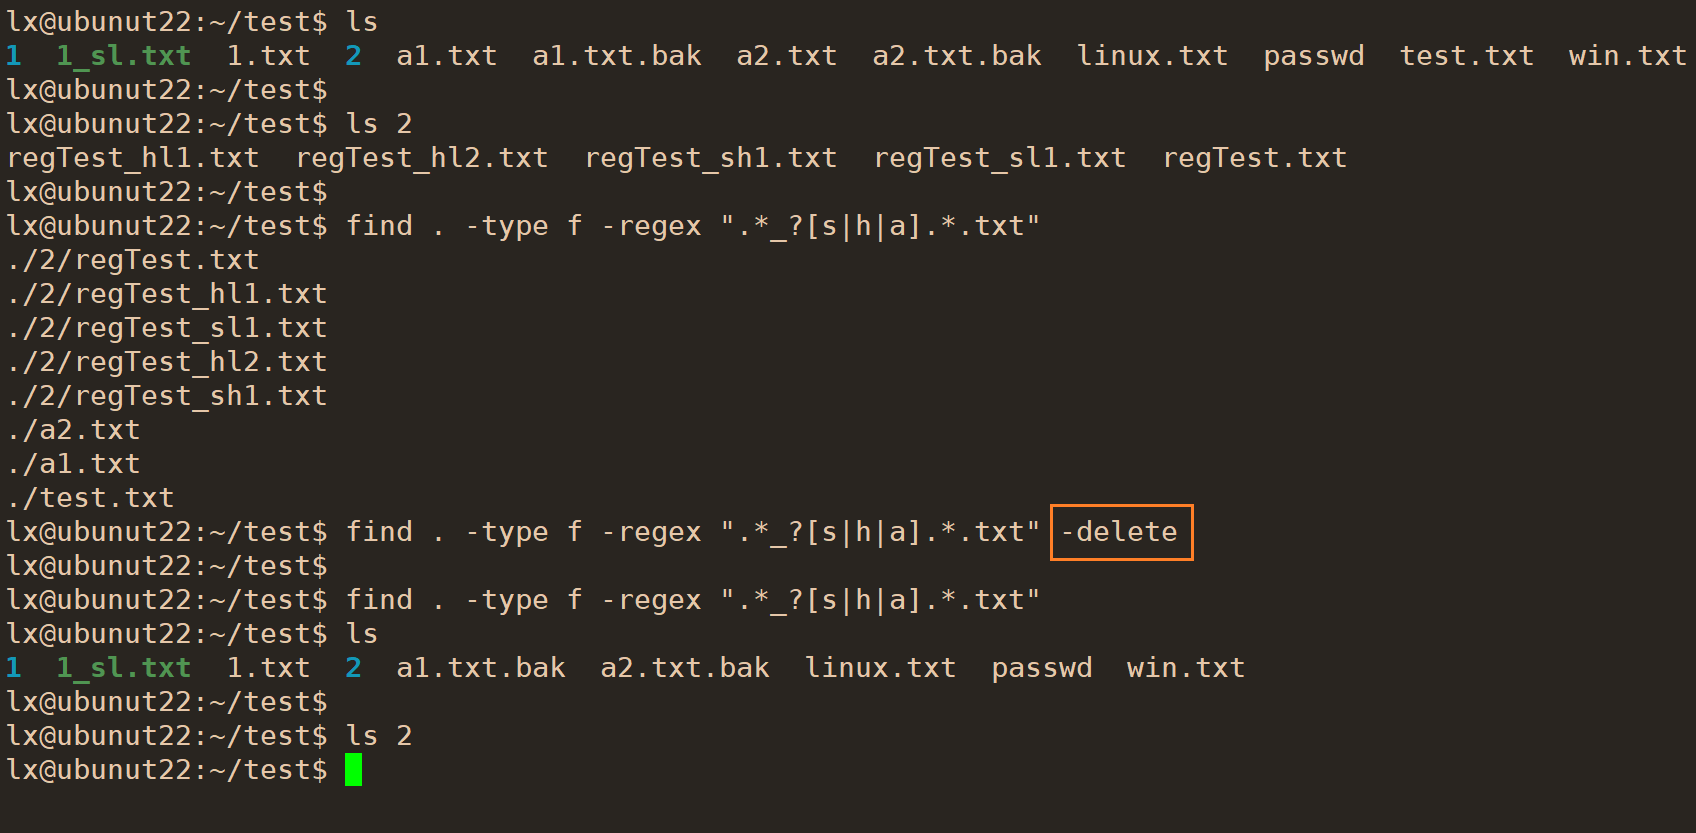 lx@ubunut22:~/test$ ls
1  1_sl.txt  1.txt  2  a1.txt  a1.txt.bak  a2.txt  a2.txt.bak  linux.txt  passwd  test.txt  win.txt
lx@ubunut22:~/test$
lx@ubunut22:~/test$ ls 2
regTest_hl1.txt  regTest_hl2.txt  regTest_sh1.txt  regTest_sl1.txt  regTest.txt
lx@ubunut22:~/test$
lx@ubunut22:~/test$ find . -type f -regex ".*_?[s|h|a].*.txt"
./2/regTest.txt
./2/regTest_hl1.txt
./2/regTest_sl1.txt
./2/regTest_hl2.txt
./2/regTest_sh1.txt
./a2.txt
./a1.txt
./test.txt
lx@ubunut22:~/test$ find . -type f -regex ".*_?[s|h|a].*.txt" -delete
lx@ubunut22:~/test$
lx@ubunut22:~/test$ find . -type f -regex ".*_?[s|h|a].*.txt"
lx@ubunut22:~/test$ ls
1  1_sl.txt  1.txt  2  a1.txt.bak  a2.txt.bak  linux.txt  passwd  win.txt
lx@ubunut22:~/test$
lx@ubunut22:~/test$ ls 2
lx@ubunut22:~/test$